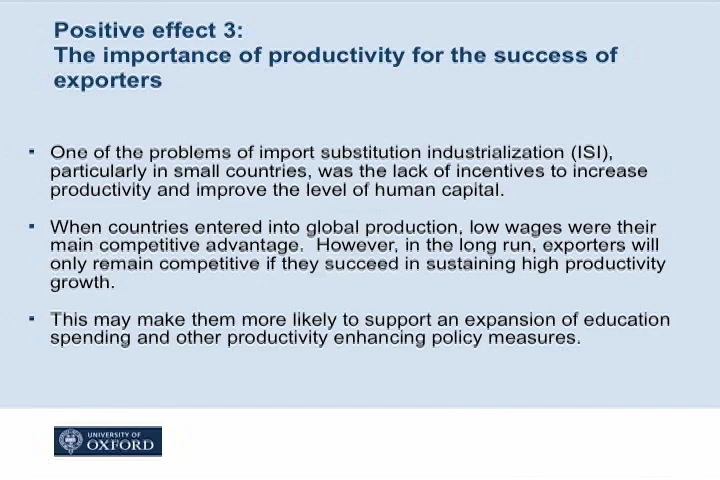 Positive effect 3:
The importance of productivity for the success of
exporters
One of the problems of import substitution industrialization (ISI),
particularly in small countries, was the lack of incentives to increase
productivity and improve the level of human capital.
When countries entered into global production, low wages were their
main competitive advantage.  However, in the long run, exporters will
only remain competitive if they succeed in sustaining high productivity
growth.
This may make them more likely to support an expansion of education
spending and other productivity enhancing policy measures.
UNIVERSITY OF
OXFORD